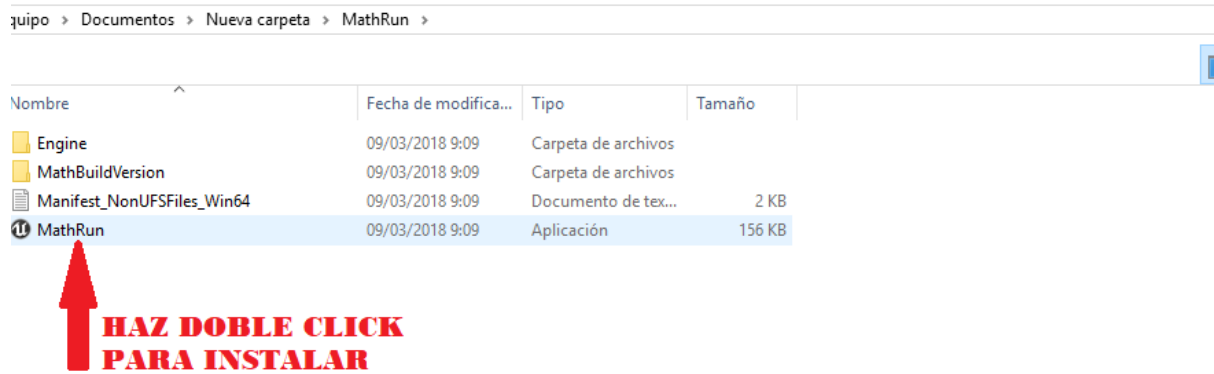 quipo > Documentos > Nueva carpeta > MathRun >
Nombre Fecha de modifica... Tipo Tamaño
Engine 09/03/2018 9:09 Carpeta de archivos
MathBuildVersion 09/03/2018 9:09 Carpeta de archivos
Manifest_NonUFSFiles_Win64 09/03/2018 9:09 Documento de tex... 2 KB
MathRun 09/03/2018 9:09 Aplicación 156 KB
HAZ DOBLE CLICK
PARA INSTALAR